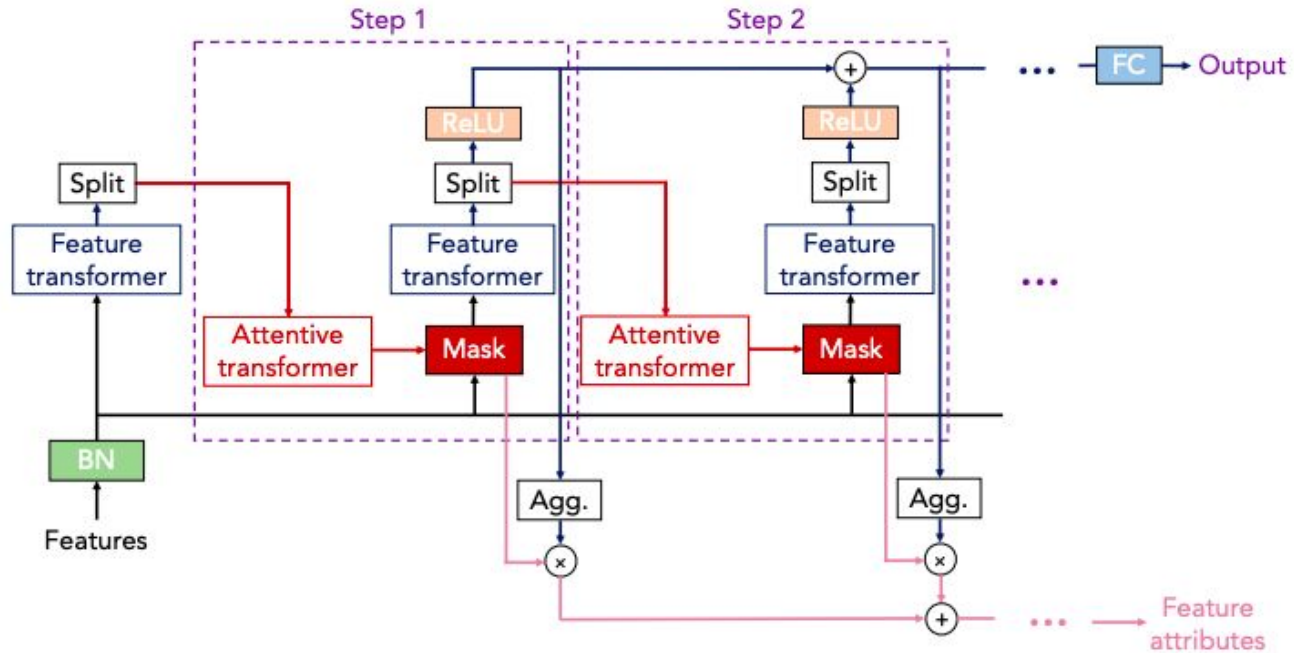 Step 1
Step 2
FC
Output
ReLU
ReLU
Split
Split
Split
Feature
transformer
Feature
transformer
Feature
transformer
Attentive
transformer
Mask
Attentive
transformer
Mask
BN
Features
Agg.
Agg.
Feature
attributes